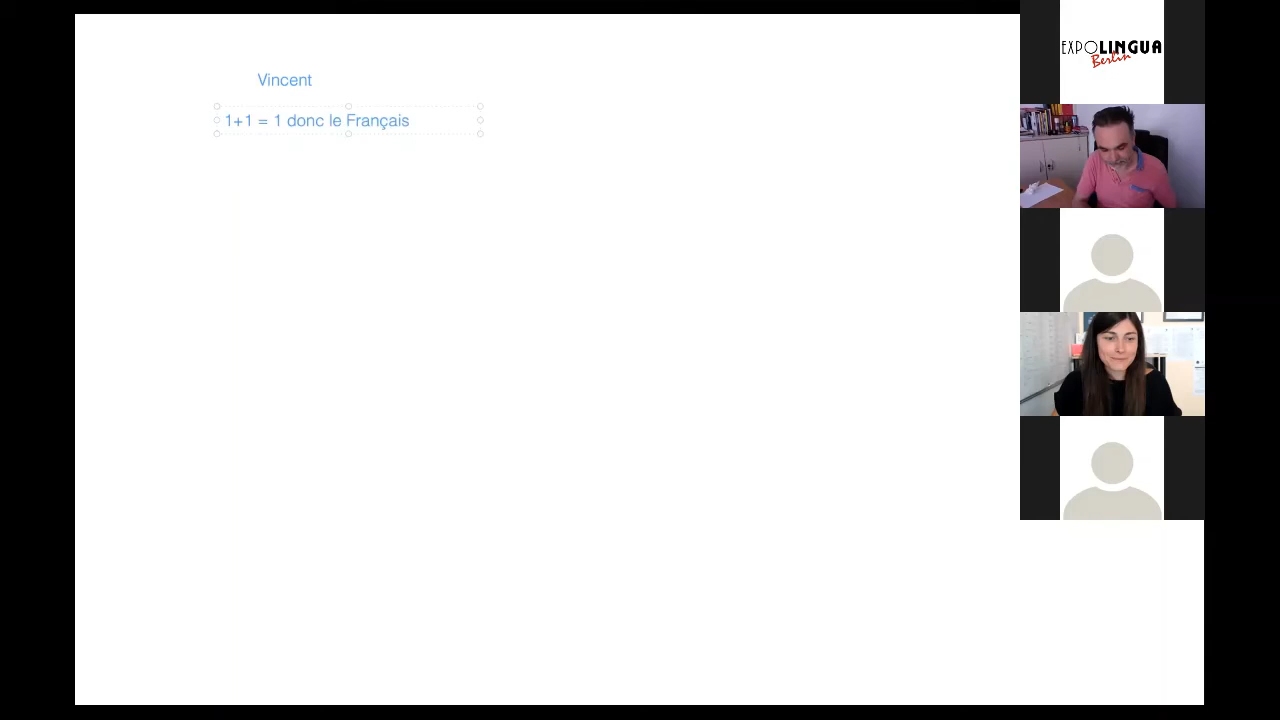 Vincent
1+1 = 1 donc le Français
EXPOLINGUA
Berlin